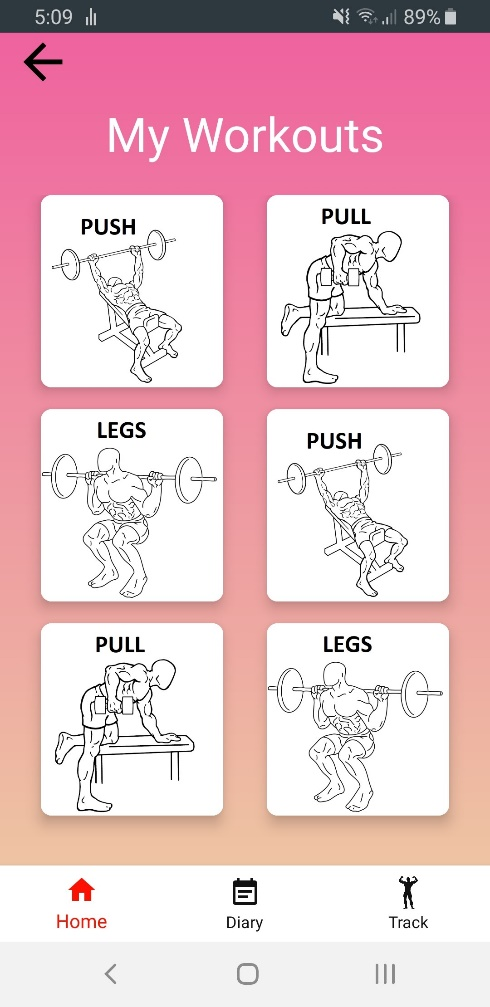 5:09 89%
My Workouts
PUSH
PULL
LEGS
PUSH
PULL
LEGS
Home Diary Track